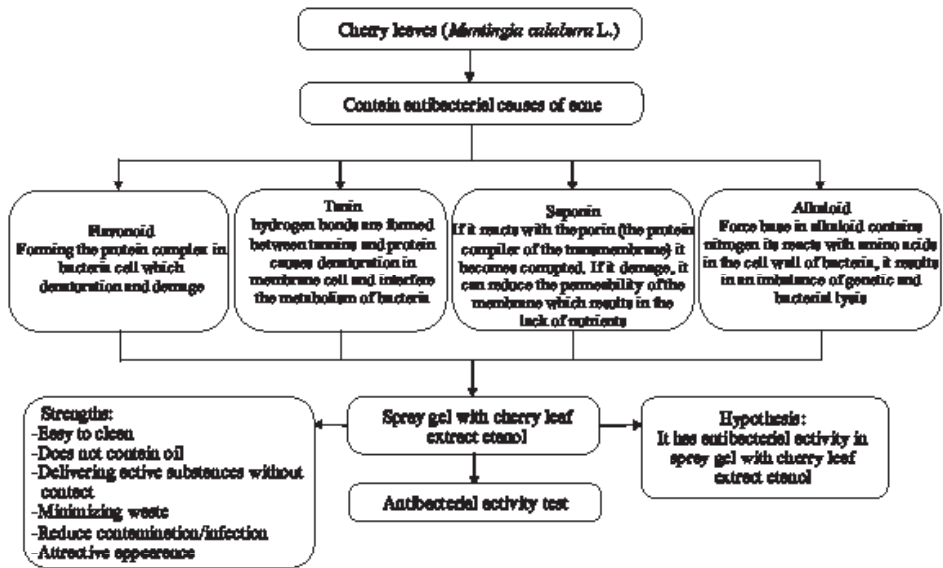 Cherry leaves (Muntingia calabura L.)
Contain antibacterial causes of acne
Flavonoid
Forming the protein complex in
bacteria cell which
denaturation and damage
Tanin
hydrogen bonds are formed
between tannins and protein
causes denaturation in
membrane cell and interfere
the metabolism of bacteria
Saponin
If it reacts with the porin (the protein
compiler of the transmembrane) it
becomes corrupted. If it damage, it
can reduce the permeability of the
membrane which results in the
lack of nutrients
Alkaloid
Force base in alkaloid contains
nitrogen its reacts with amino acids
in the cell wall of bacteria, it results
in an imbalance of genetic and
bacterial lysis
Strengths:
-Easy to clean
-Does not contain oil
-Delivering active substances without
contact
-Minimizing waste
-Reduce contamination/infection
-Attractive appearance
Spray gel with cherry leaf
extract etanol
Hypothesis:
It has antibacterial activity in
spray gel with cherry leaf
extract etanol
Antibacterial activity test